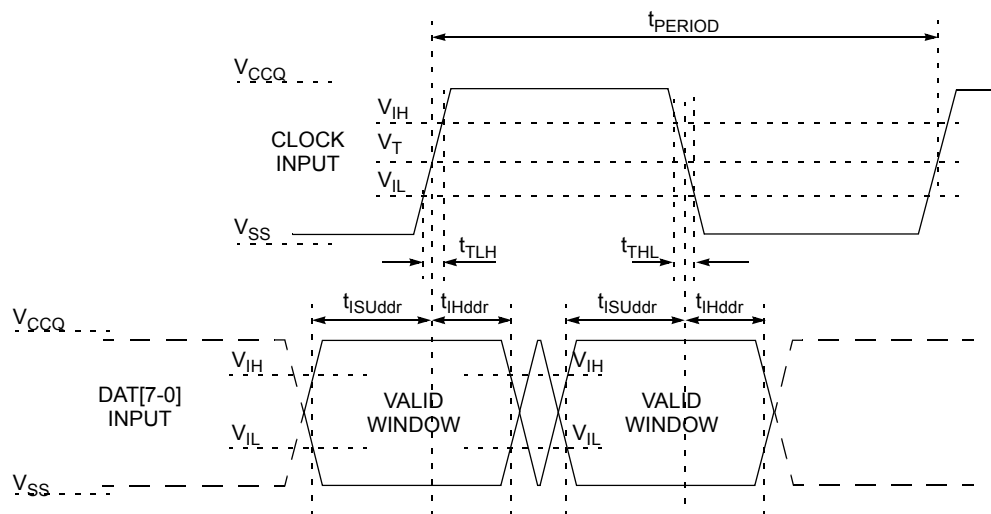 tPERIOD
VCCQ
VIH
CLOCK
INPUT
VT
VIL
VSS
tTLH
tTHL
tISUddr
tIHddr
tISUddr
tIHddr
VCCQ
VIH
VIH
DAT[7-0]
INPUT
VALID
WINDOW
VALID
WINDOW
VIL
VIL
VSS